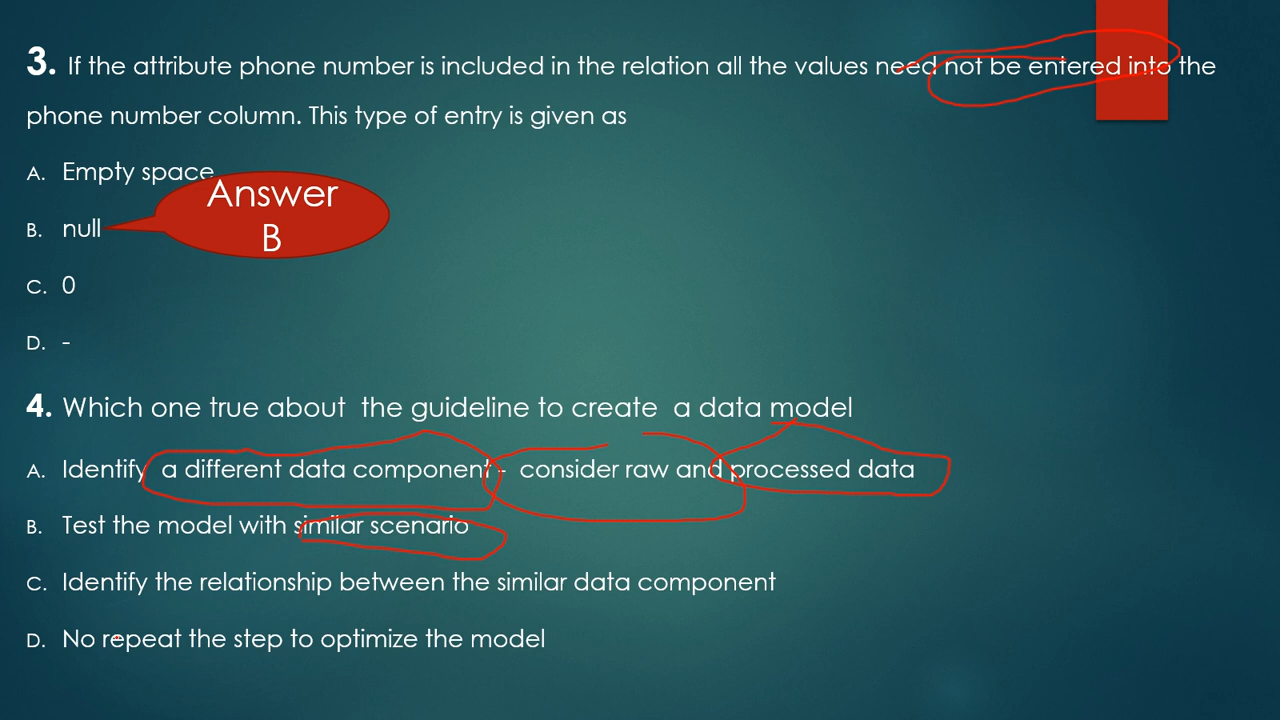 3. If the attribute phone number is included in the relation all the values need not be entered into the
phone number column. This type of entry is given as
A. Empty space
Answer
B
B. null
C. 0
D. -
4. Which one true about the guideline to create a data model
A. Identify a different data component - consider raw and processed data
B. Test the model with similar scenario
C. Identify the relationship between the similar data component
D. No repeat the step to optimize the model